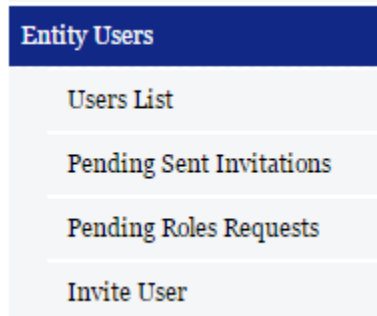 Entity Users
Users List
Pending Sent Invitations
Pending Roles Requests
Invite User